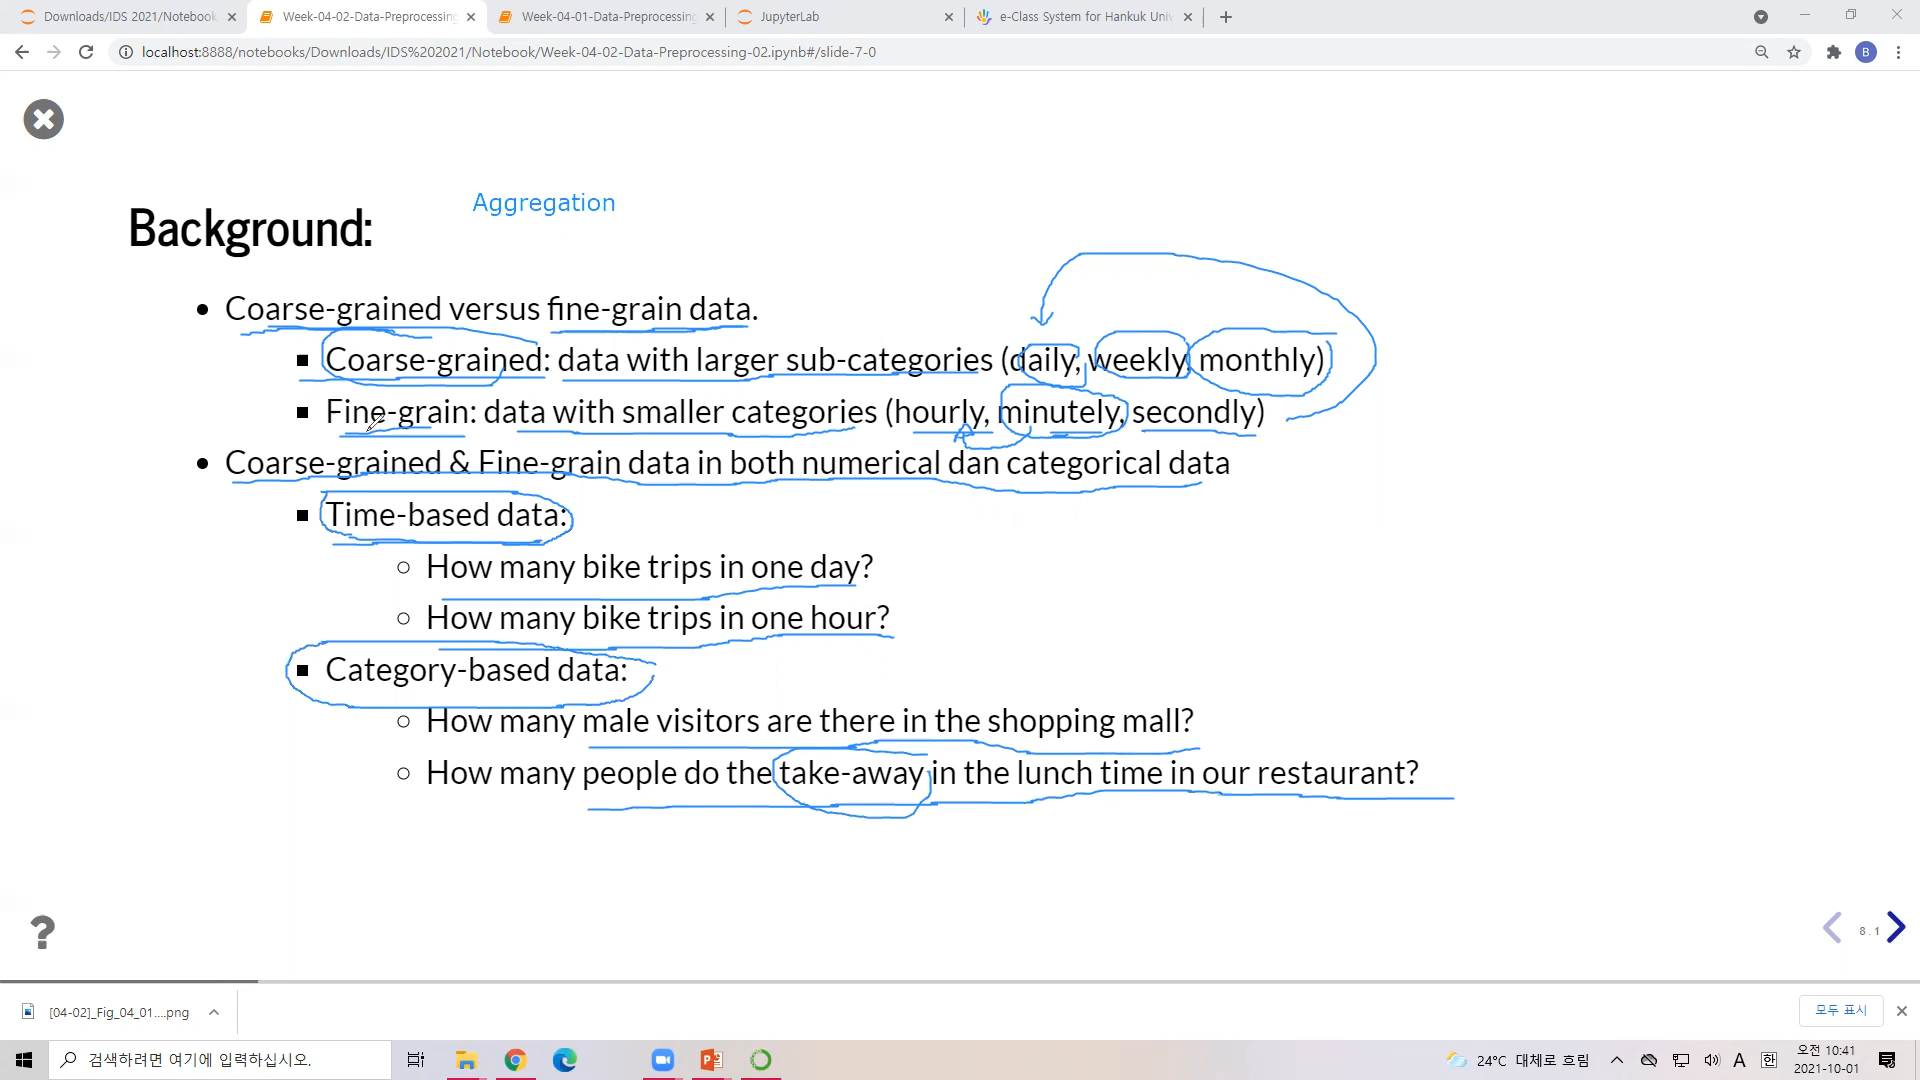 Downloads/IDS 2021/Notebook
Week-04-02-Data-Preprocessing
Week-04-01-Data-Preprocessing
JupyterLab
e-Class System for Hankuk Univ
localhost:8888/notebooks/Downloads/IDS%202021/Notebook/Week-04-02-Data-Preprocessing-02.ipynb#/slide-7-0
B
Aggregation
Background:
Coarse-grained versus fine-grain data.
Coarse-grained: data with larger sub-categories (daily, weekly, monthly)
Fine-grain: data with smaller categories (hourly, minutely, secondly)
Coarse-grained & Fine-grain data in both numerical dan categorical data
Time-based data:
How many bike trips in one day?
How many bike trips in one hour?
Category-based data:
How many male visitors are there in the shopping mall?
How many people do the take-away in the lunch time in our restaurant?
?
8.1
[04-02]_Fig_04_01....png
모두 표시
검색하려면 여기에 입력하십시오.
24°C 대체로 흐림
A
한
오전 10:41
2021-10-01